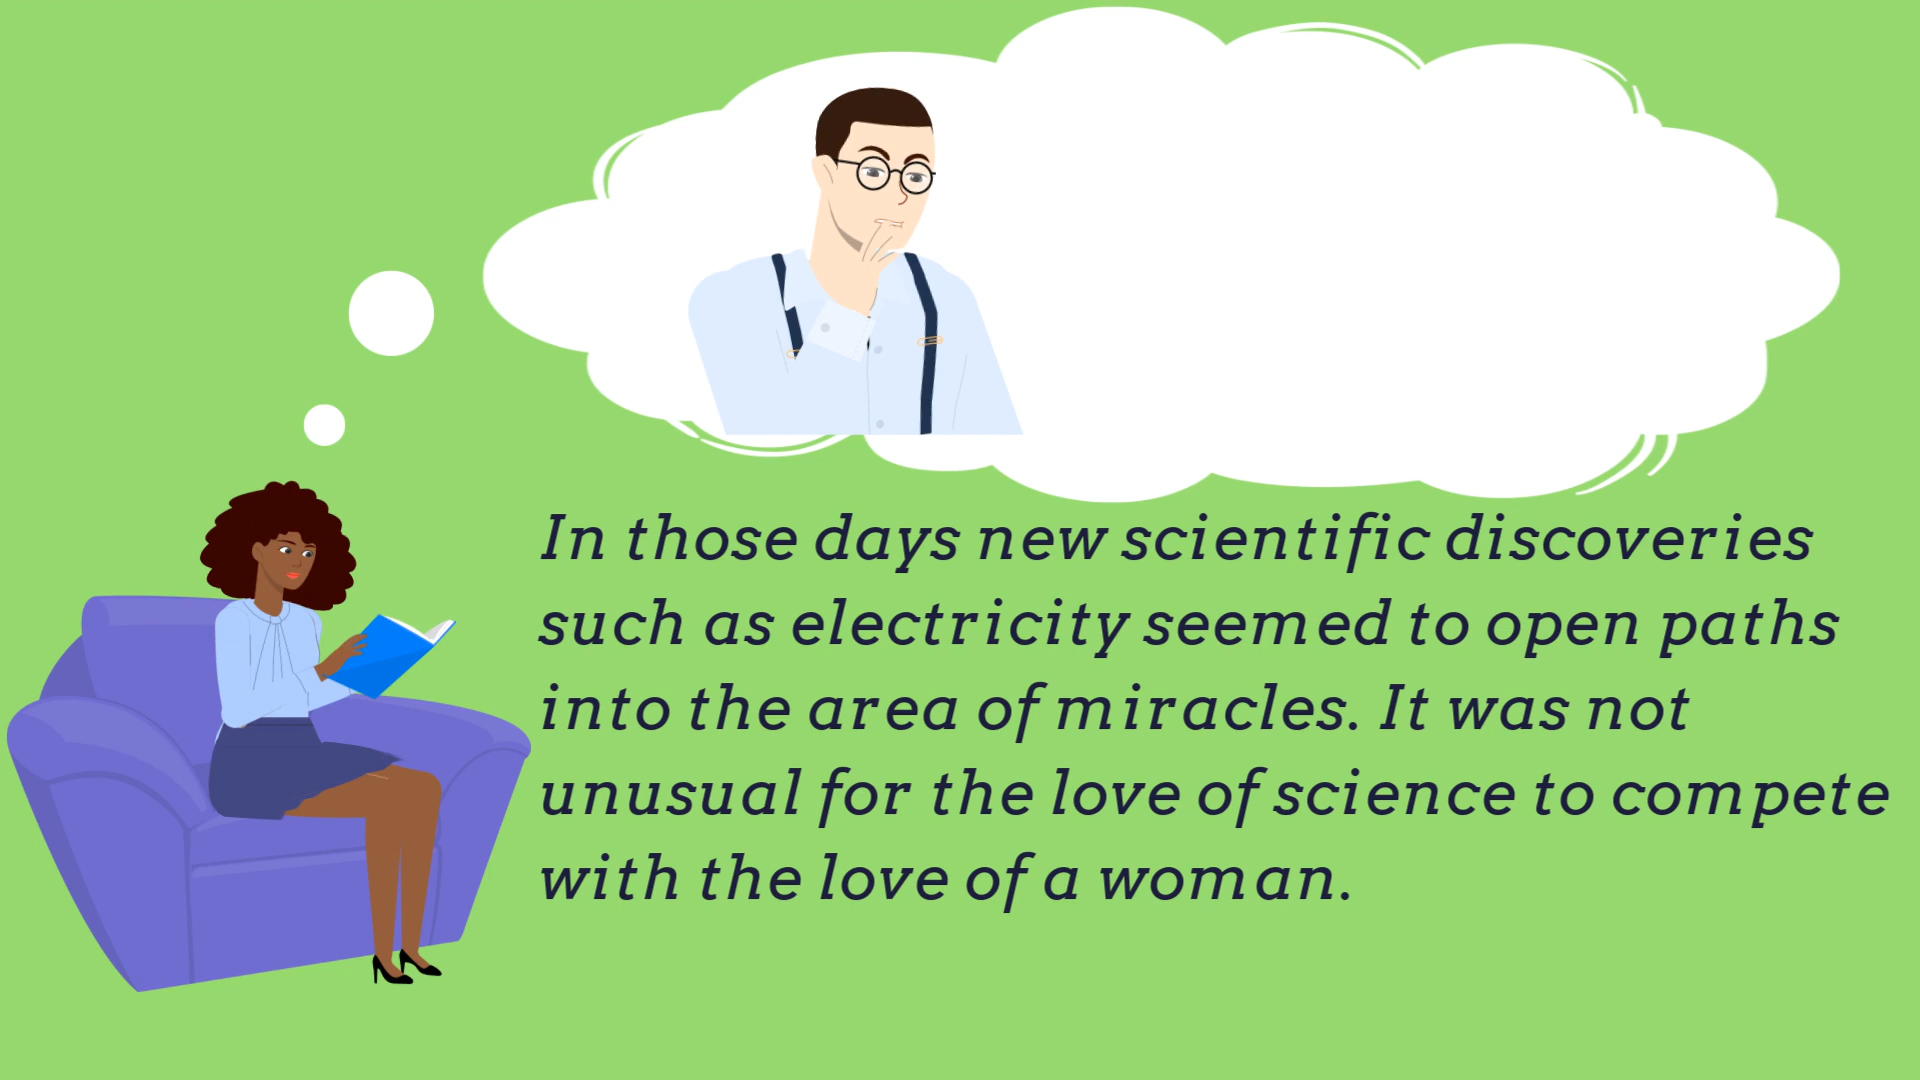 In those days new scientific discoveries
such as electricity seemed to open paths
into the area of miracles. It was not
unusual for the love of science to compete
with the love of a woman.